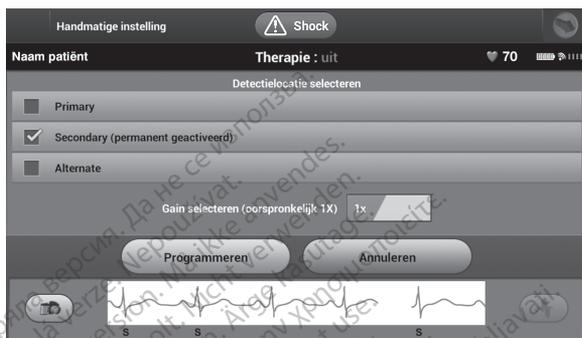 Handmatige instelling
Shock
Naam patiënt
Therapie : uit
70
Detectielocatie selecteren
Primary
Secondary (permanent geactiveerd)
Alternate
Gain selecteren (oorspronkelijk 1X)
1x
Programmeren
Annuleren
S
S
S